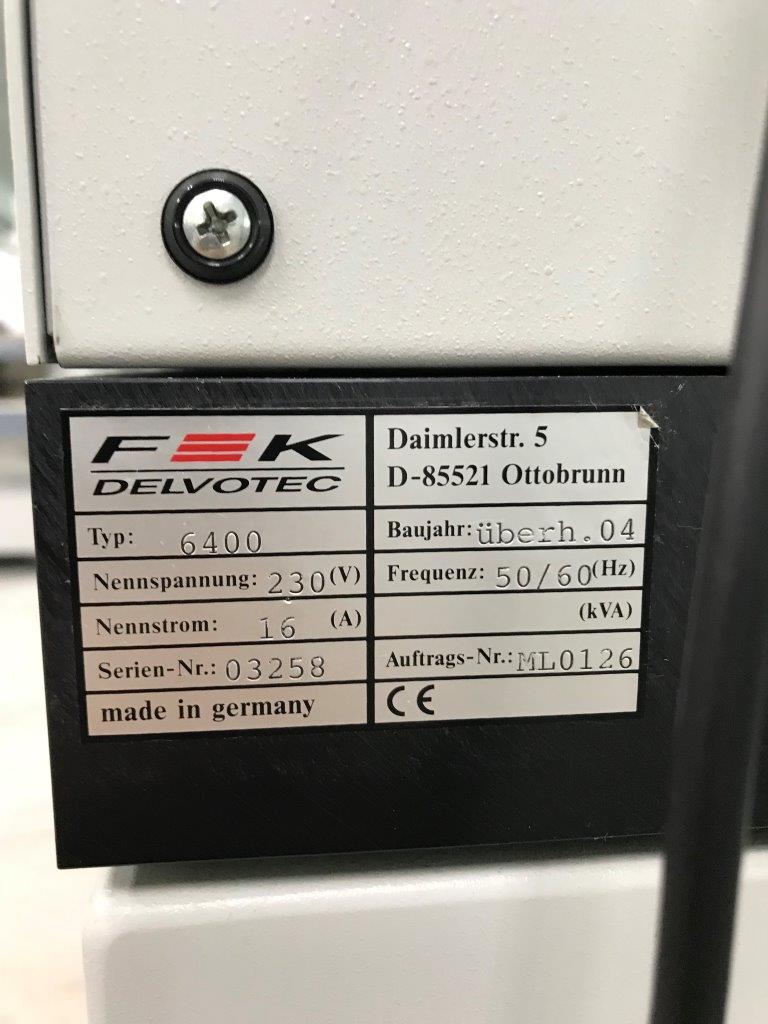 F K
DELVOTEC
Daimlerstr. 5
D-85521 Ottobrunn
Typ: 6400
Baujahr: überh.04
Nennspannung: 230 (V)
Frequenz: 50/60 (Hz)
Nennstrom: 16 (A)
(kVA)
Serien-Nr.: 03258
Auftrags-Nr.: ML0126
made in germany
CE